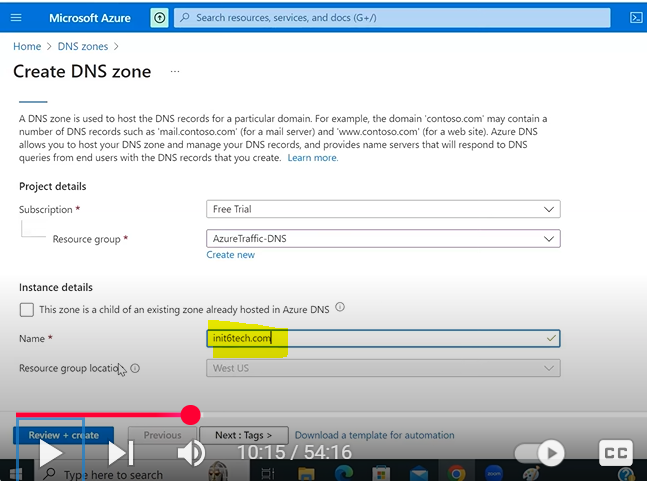 Microsoft Azure
Search resources, services, and docs (G+/)
Home > DNS zones >
Create DNS zone ...
A DNS zone is used to host the DNS records for a particular domain. For example, the domain 'contoso.com' may contain a
number of DNS records such as 'mail.contoso.com' (for a mail server) and 'www.contoso.com' (for a web site). Azure DNS
allows you to host your DNS zone and manage your DNS records, and provides name servers that will respond to DNS
queries from end users with the DNS records that you create. Learn more.
Project details
Subscription * Free Trial
Resource group * AzureTraffic-DNS
Create new
Instance details
This zone is a child of an existing zone already hosted in Azure DNS
Name * init6tech.com
Resource group location West US
Review + create Previous Next : Tags > Download a template for automation
10:15 / 54:16 CC
Type here to search